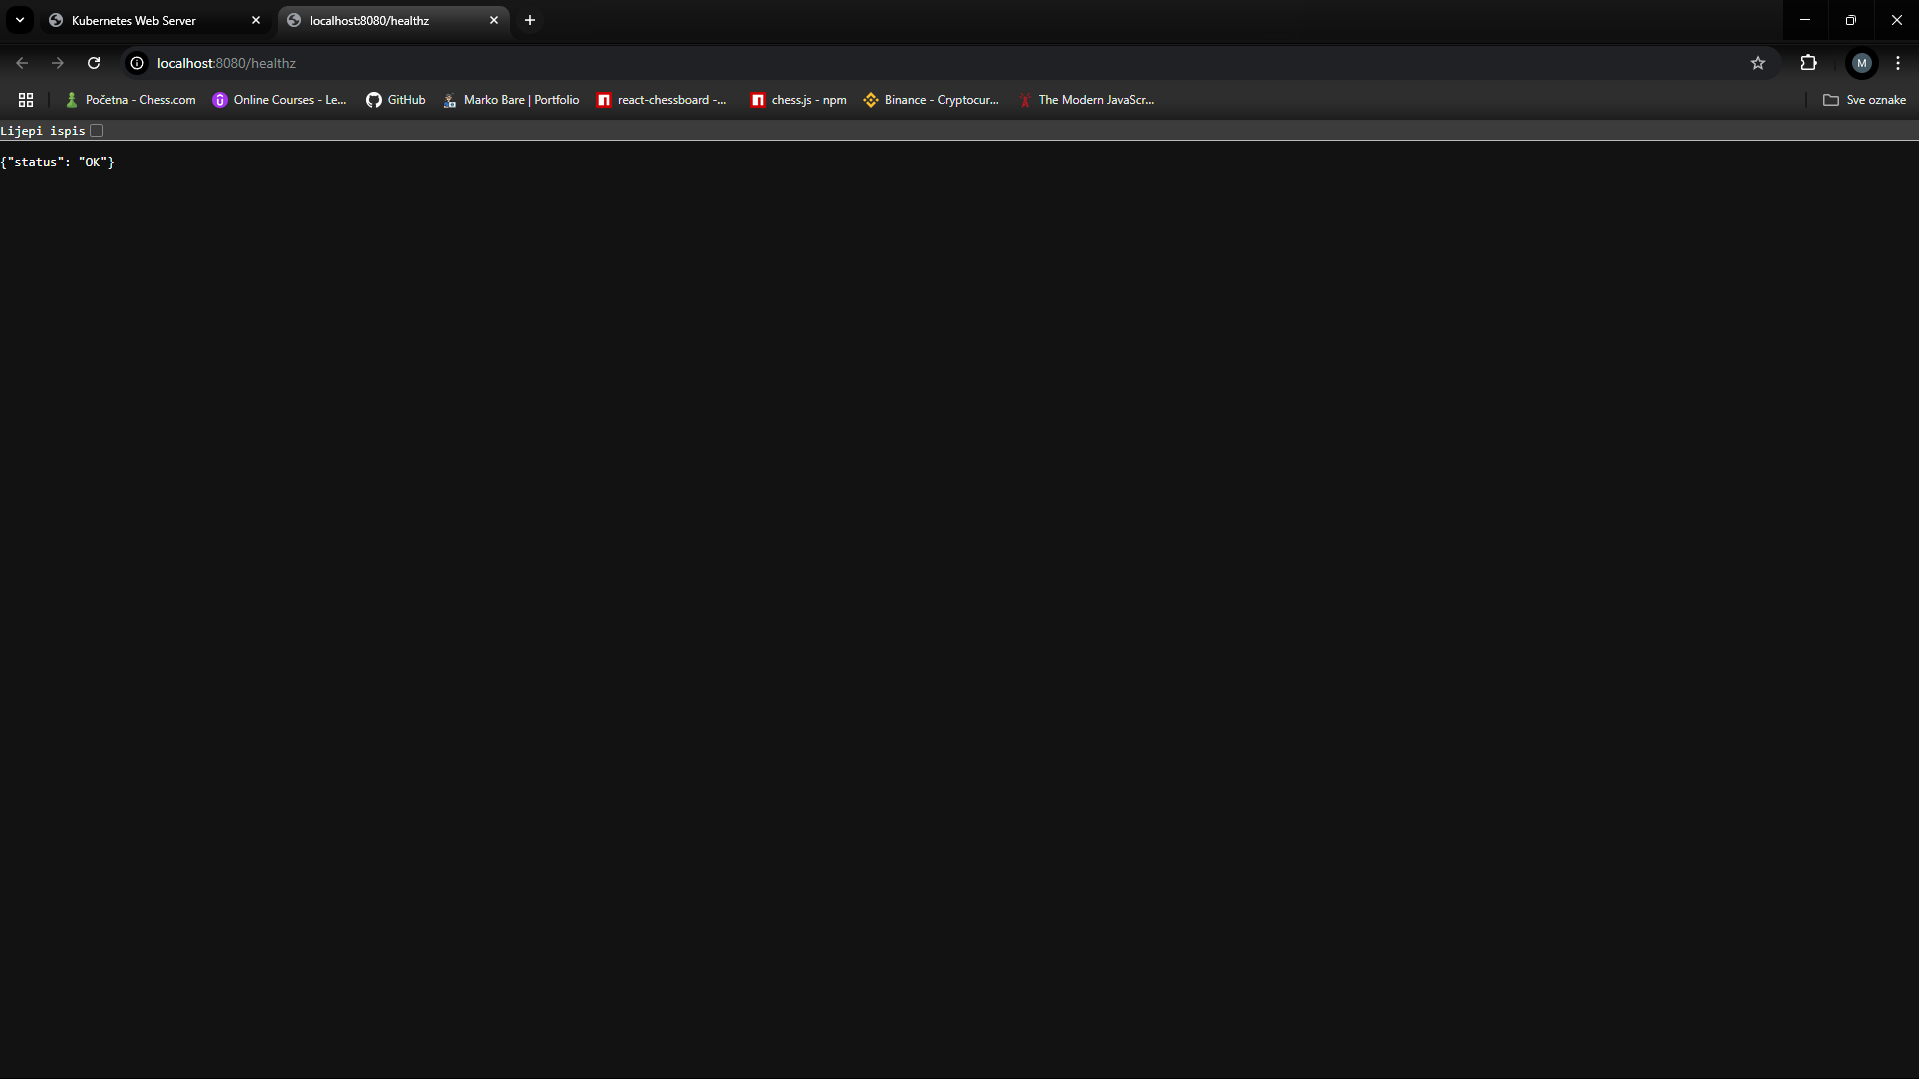 Kubernetes Web Server
localhost:8080/healthz
localhost:8080/healthz
M
Početna - Chess.com
Online Courses - Le...
GitHub
Marko Bare | Portfolio
react-chessboard -...
chess.js - npm
Binance - Cryptocur...
The Modern JavaScr...
Sve oznake
Lijepi ispis
{"status": "OK"}